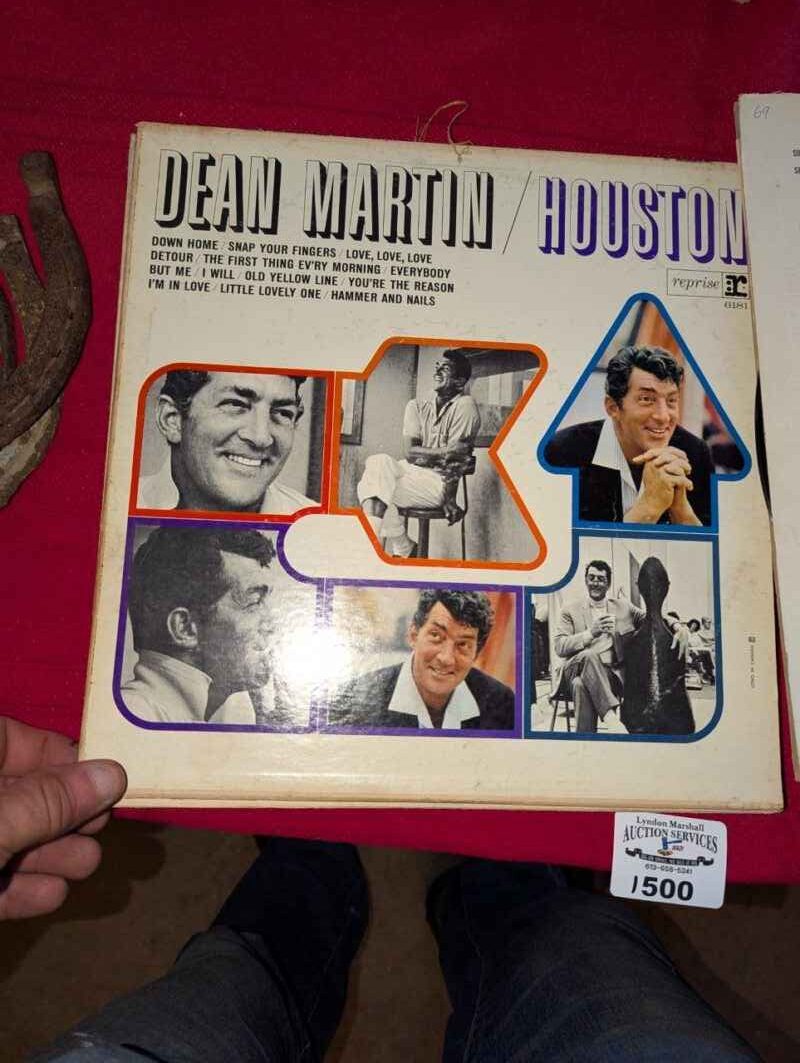 DEAN MARTIN / HOUSTON
DOWN HOME / SNAP YOUR FINGERS / LOVE, LOVE, LOVE
DETOUR / THE FIRST THING EV'RY MORNING / EVERYBODY
BUT ME / I WILL / OLD YELLOW LINE / YOU'RE THE REASON
I'M IN LOVE / LITTLE LOVELY ONE / HAMMER AND NAILS
reprise
6181
69
Lyndon Marshall
AUCTION SERVICES
1500